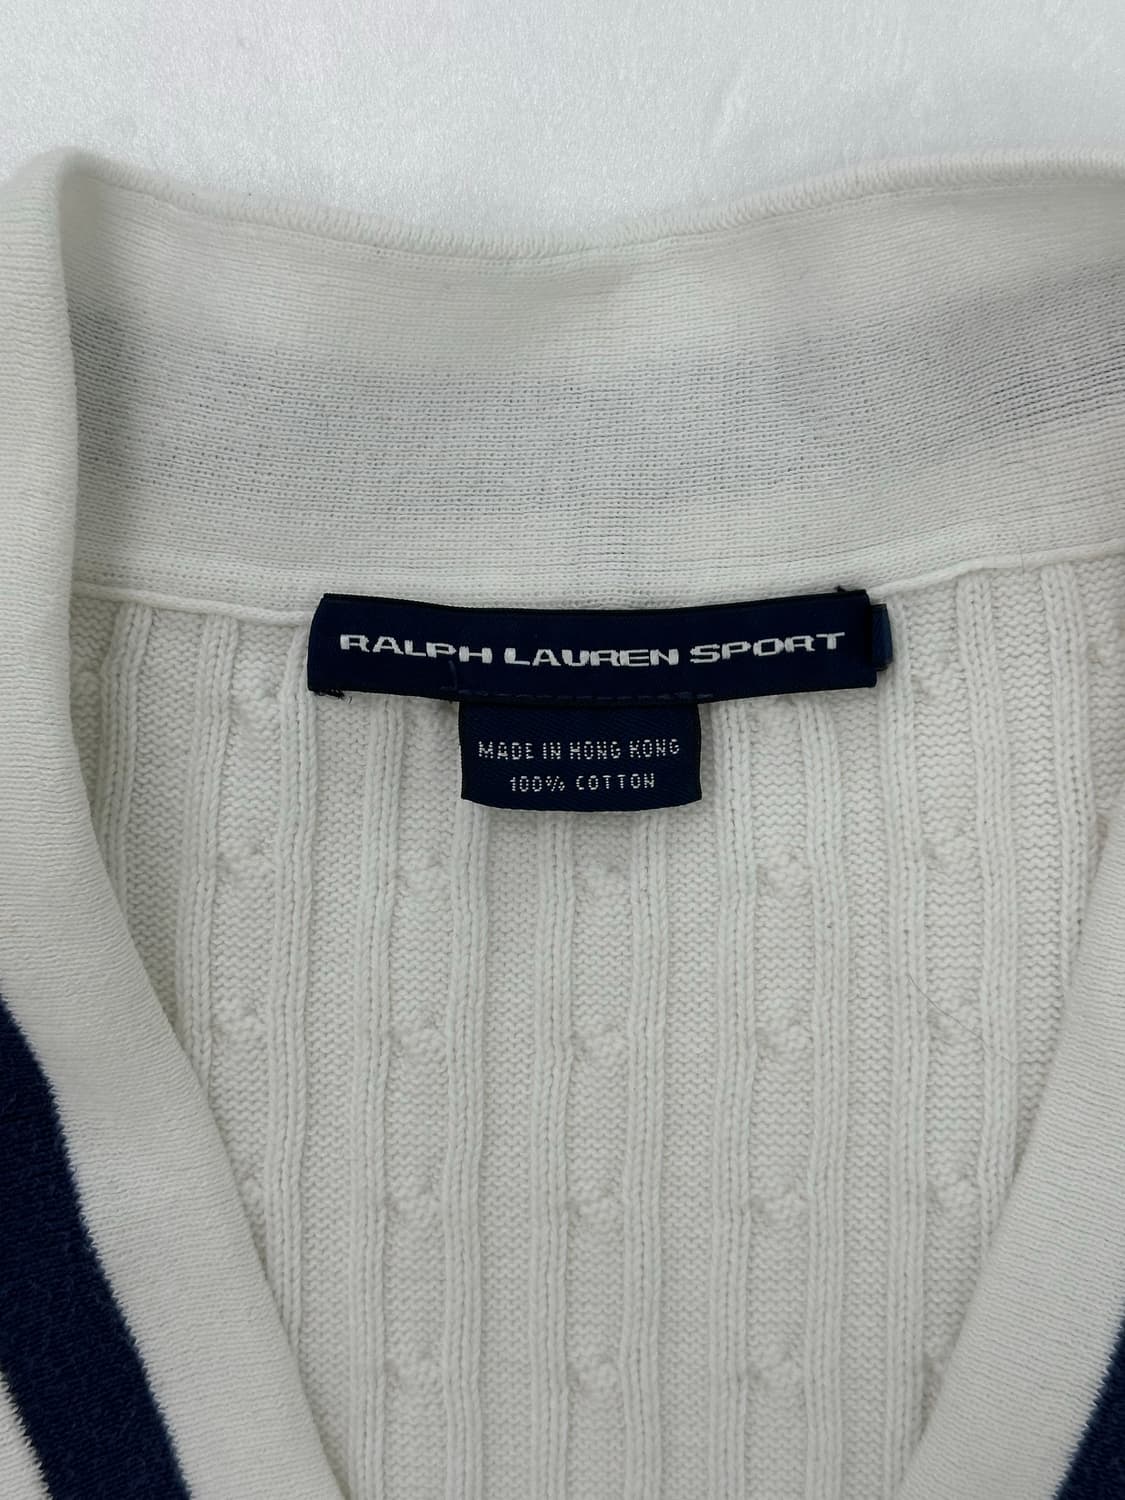 RALPH LAUREN SPORT
MADE IN HONG KONG
100% COTTON